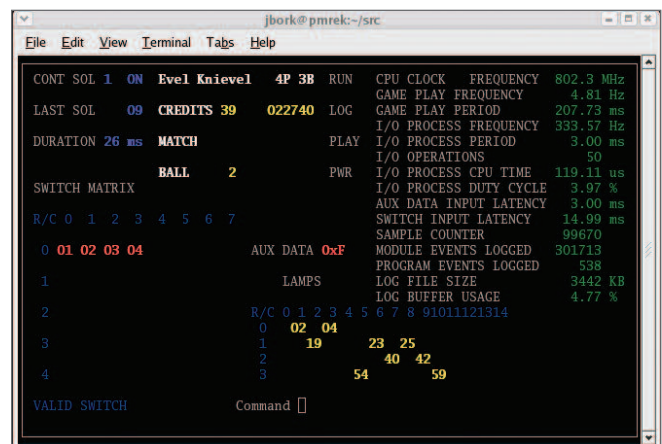 jbork@pmrek:~/src
File Edit View Terminal Tabs Help
CONT SOL 1 ON Evel Knievel 4P 3B RUN CPU CLOCK FREQUENCY 802.3 MHz
GAME PLAY FREQUENCY 4.81 Hz
LAST SOL 09 CREDITS 39 022740 LOG GAME PLAY PERIOD 207.73 ms
I/O PROCESS FREQUENCY 333.57 Hz
DURATION 26 ms MATCH PLAY I/O PROCESS PERIOD 3.00 ms
I/O OPERATIONS 50
BALL 2 PWR I/O PROCESS CPU TIME 119.11 us
SWITCH MATRIX I/O PROCESS DUTY CYCLE 3.97 %
AUX DATA INPUT LATENCY 3.00 ms
R/C 0 1 2 3 4 5 6 7 SWITCH INPUT LATENCY 14.99 ms
SAMPLE COUNTER 99670
0 01 02 03 04 AUX DATA 0xF MODULE EVENTS LOGGED 301713
PROGRAM EVENTS LOGGED 538
1 LAMPS LOG FILE SIZE 3442 KB
LOG BUFFER USAGE 4.77 %
2 R/C 0 1 2 3 4 5 6 7 8 91011121314
0 02 04
3 1 19 23 25
2 40 42
4 3 54 59
VALID SWITCH Command